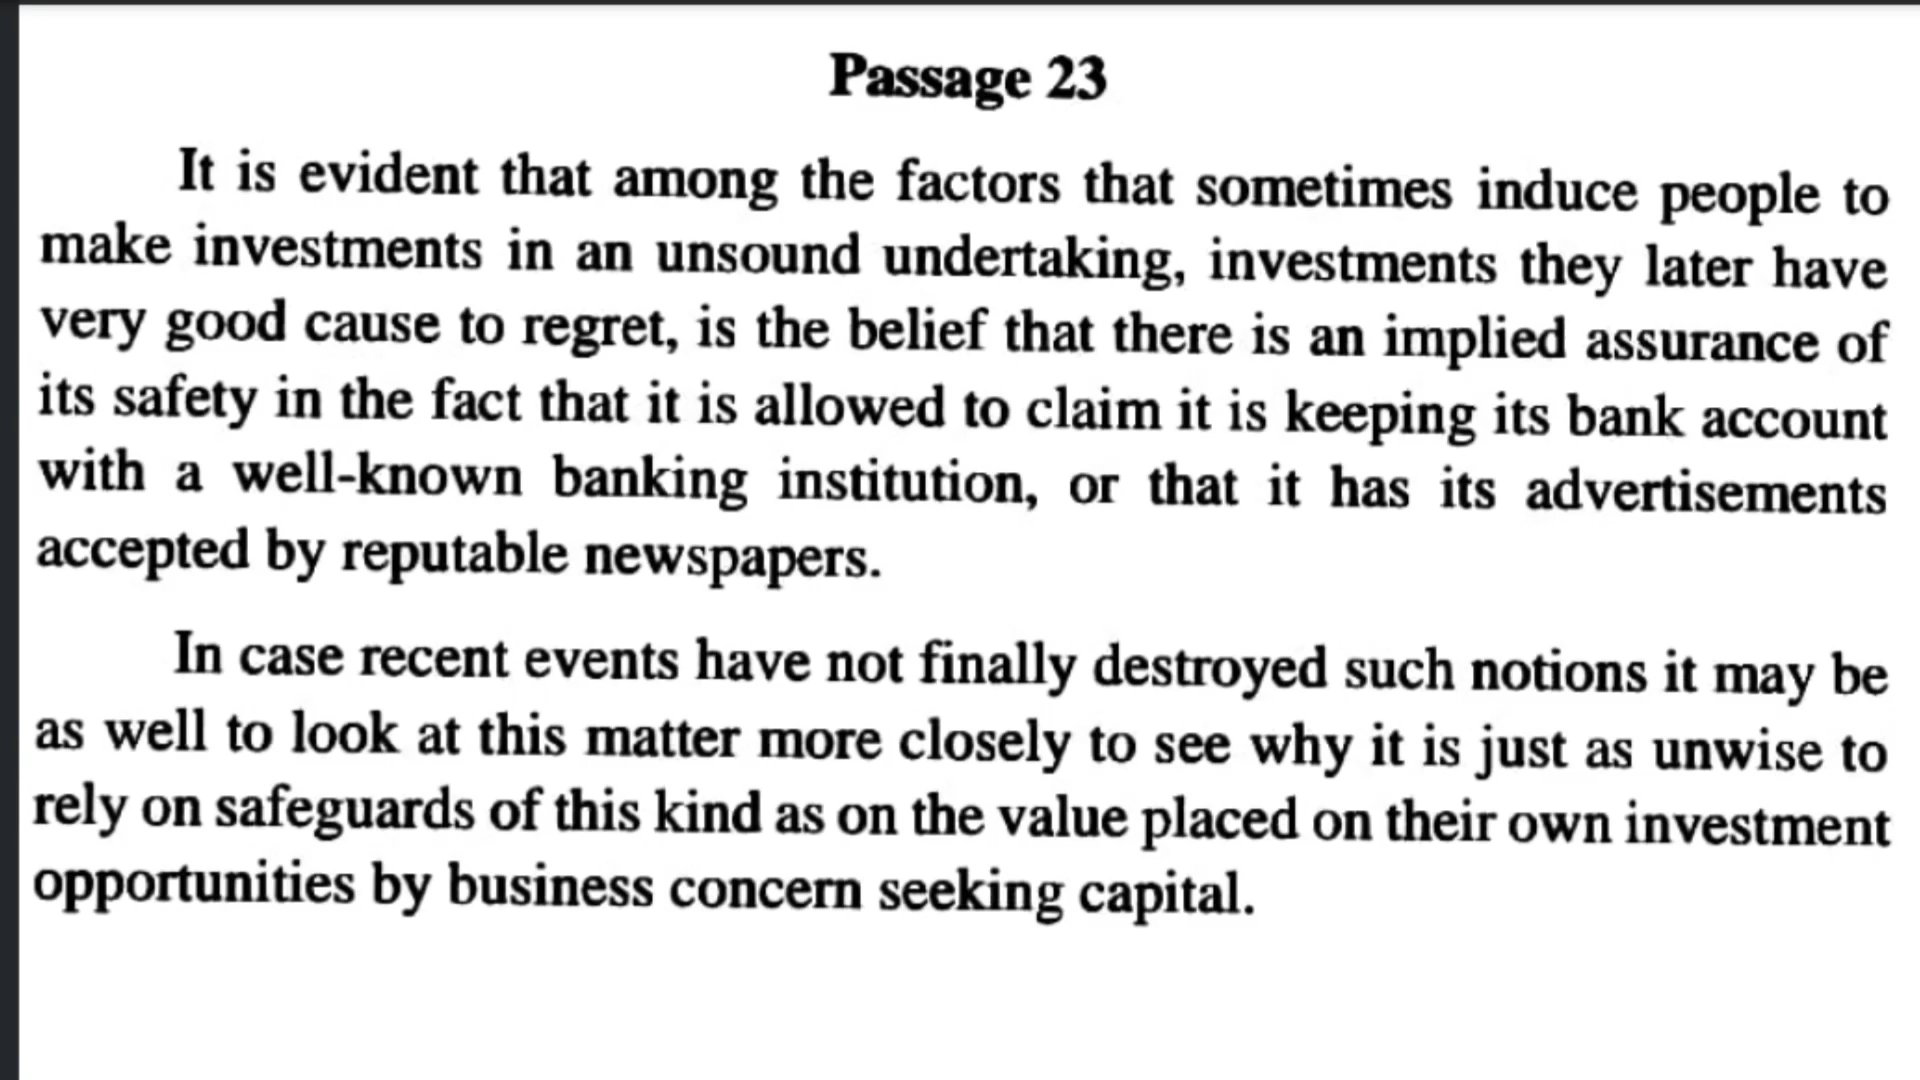 Passage 23
It is evident that among the factors that sometimes induce people to
make investments in an unsound undertaking, investments they later have
very good cause to regret, is the belief that there is an implied assurance of
its safety in the fact that it is allowed to claim it is keeping its bank account
with a well-known banking institution, or that it has its advertisements
accepted by reputable newspapers.
In case recent events have not finally destroyed such notions it may be
as well to look at this matter more closely to see why it is just as unwise to
rely on safeguards of this kind as on the value placed on their own investment
opportunities by business concern seeking capital.